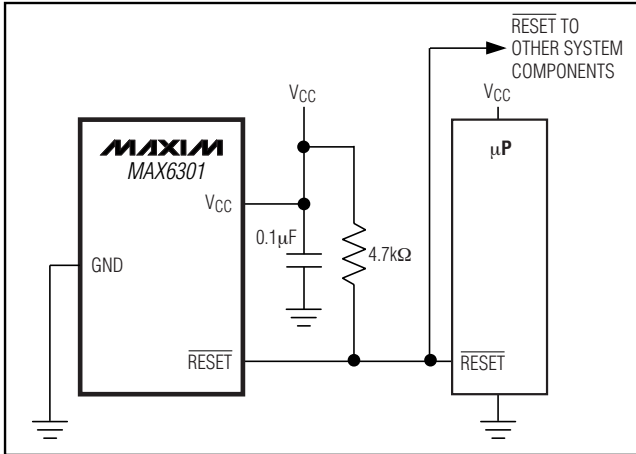 RESET TO
OTHER SYSTEM
COMPONENTS
VCC
VCC
MAXIM
MAX6301
µP
VCC
0.1µF
4.7kΩ
GND
RESET
RESET